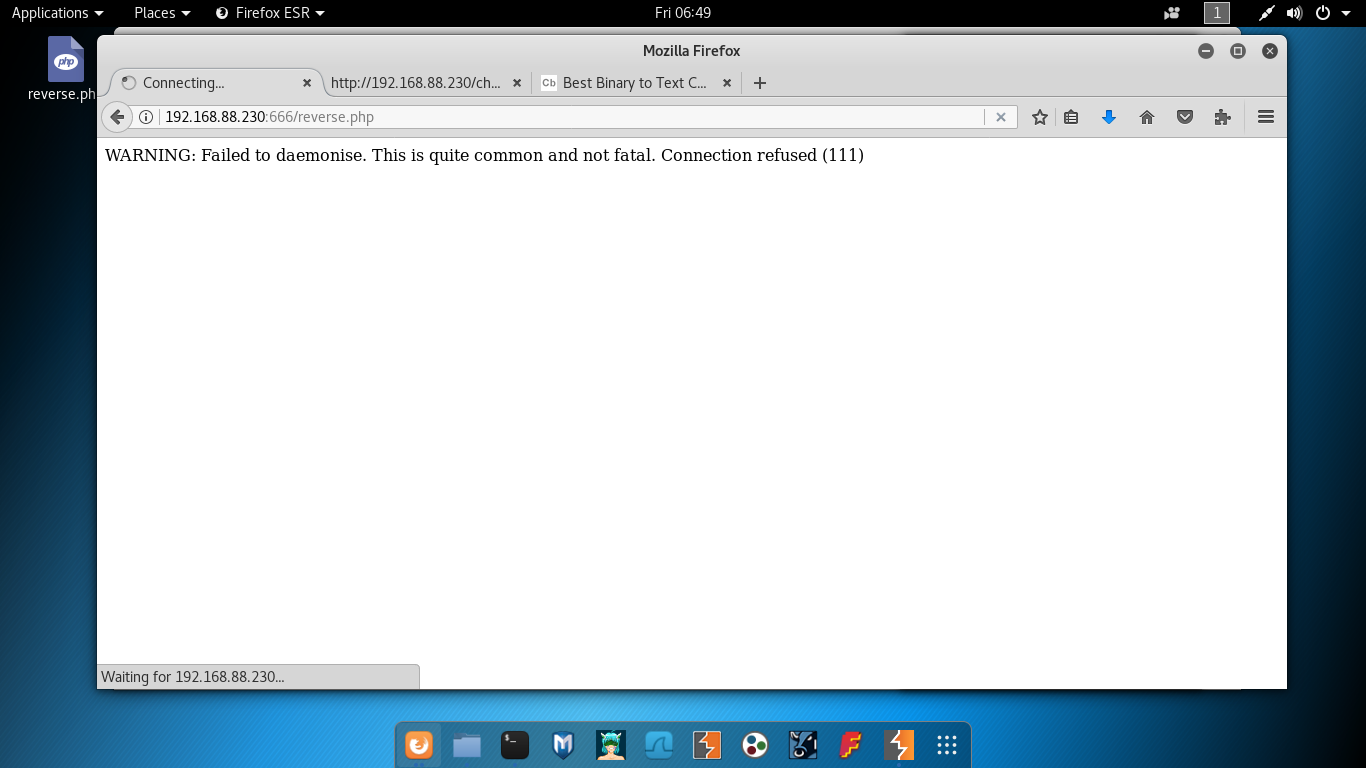 Applications Places Firefox ESR Fri 06:49 1
php
reverse.ph
Mozilla Firefox
Connecting... http://192.168.88.230/ch... Cb Best Binary to Text C...
192.168.88.230:666/reverse.php
WARNING: Failed to daemonise. This is quite common and not fatal. Connection refused (111)
Waiting for 192.168.88.230...
$_